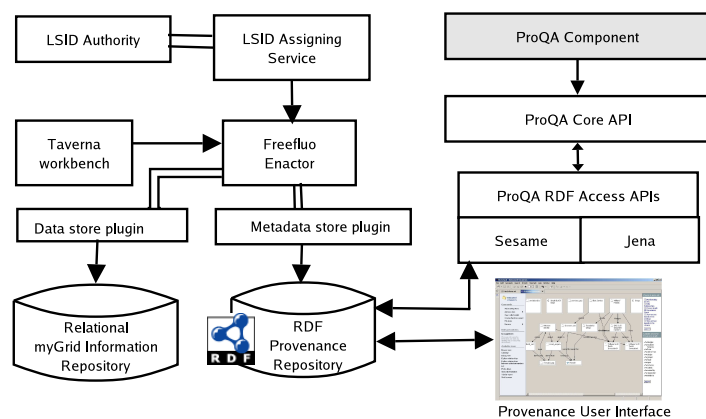 LSID Authority
LSID Assigning
Service
ProQA Component
ProQA Core API
Taverna
workbench
Freefluo
Enactor
ProQA RDF Access APIs
Sesame
Jena
Data store plugin
Metadata store plugin
Relational
myGrid Information
Repository
RDF
Provenance
Repository
RDF
Provenance User Interface